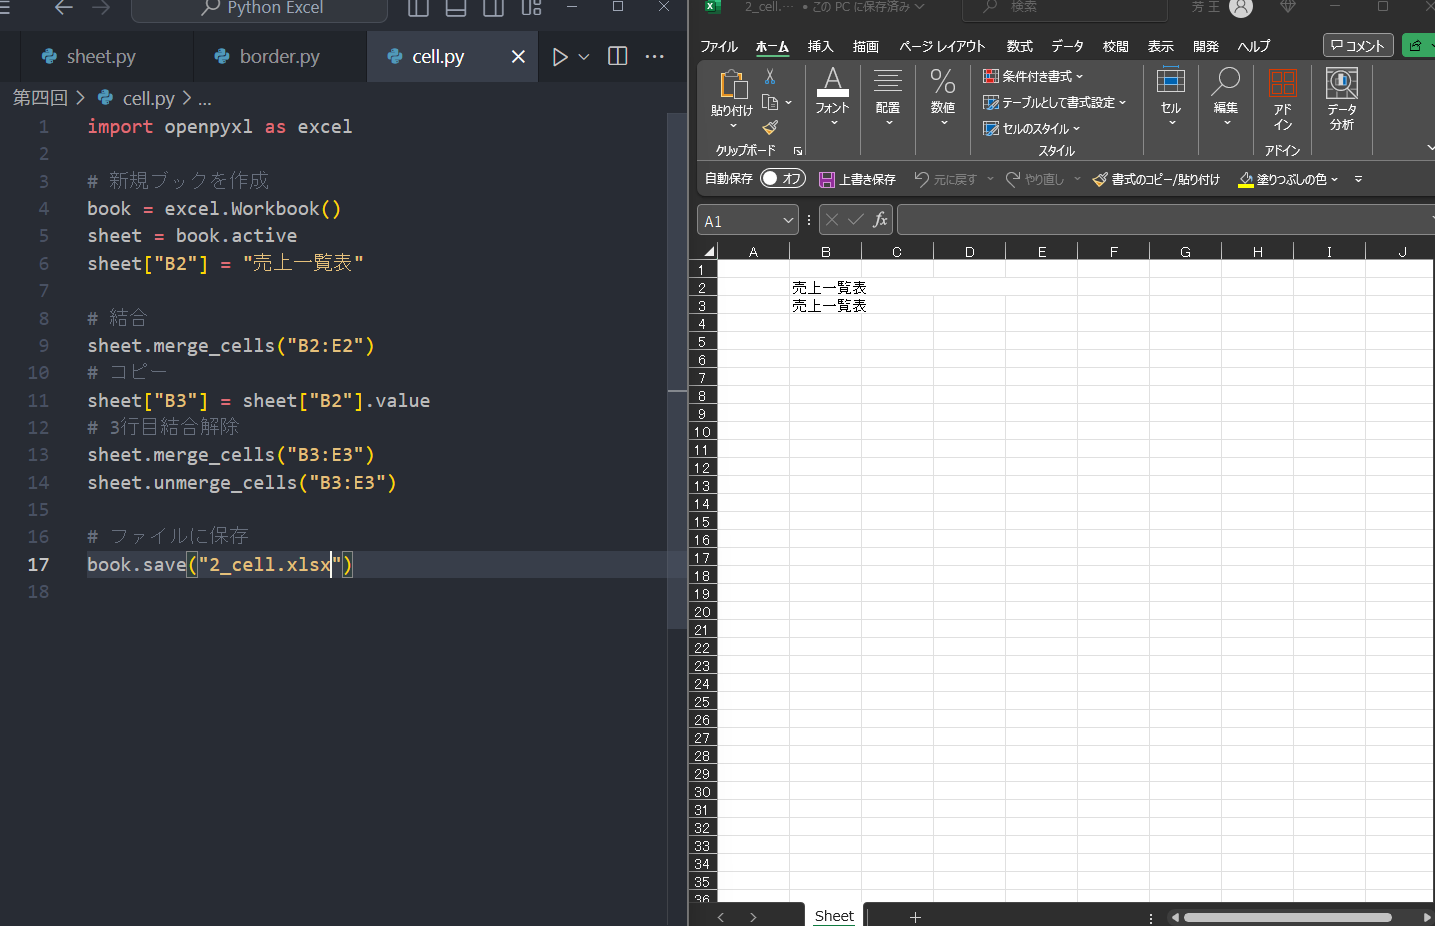 Python Excel
sheet.py
border.py
cell.py
第四回 > cell.py > ...
1 import openpyxl as excel
2
3 # 新規ブックを作成
4 book = excel.Workbook()
5 sheet = book.active
6 sheet["B2"] = "売上一覧表"
7
8 # 結合
9 sheet.merge_cells("B2:E2")
10 # コピー
11 sheet["B3"] = sheet["B2"].value
12 # 3行目結合解除
13 sheet.merge_cells("B3:E3")
14 sheet.unmerge_cells("B3:E3")
15
16 # ファイルに保存
17 book.save("2_cell.xlsx")
18
2_cell.… • この PC に保存済み
検索
芳 王
ファイル ホーム 挿入 描画 ページ レイアウト 数式 データ 校閲 表示 開発 ヘルプ
コメント
貼り付け
クリップボード
フォント
配置
数値
条件付き書式
テーブルとして書式設定
セルのスタイル
スタイル
セル
編集
アド
イン
アドイン
データ
分析
自動保存 オフ 上書き保存 元に戻す やり直し 書式のコピー/貼り付け 塗りつぶしの色
A1
fx
A B C D E F G H I J
1
2 売上一覧表
3 売上一覧表
4
5
6
7
8
9
10
11
12
13
14
15
16
17
18
19
20
21
22
23
24
25
26
27
28
29
30
31
32
33
34
35
36
Sheet